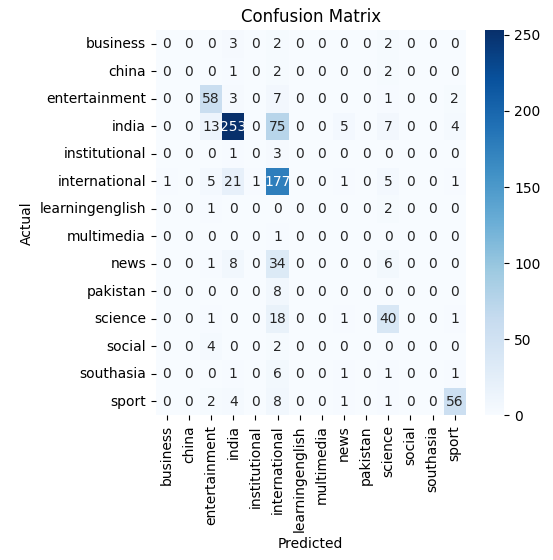 Confusion Matrix
business 0 0 0 3 0 2 0 0 0 0 2 0 0 0
china 0 0 0 1 0 2 0 0 0 0 2 0 0 0
entertainment 0 0 58 3 0 7 0 0 0 0 1 0 0 2
india 0 0 13 253 0 75 0 0 5 0 7 0 0 4
institutional 0 0 0 1 0 3 0 0 0 0 0 0 0 0
international 1 0 5 21 1 177 0 0 1 0 5 0 0 1
learningenglish 0 0 1 0 0 0 0 0 0 0 2 0 0 0
multimedia 0 0 0 0 0 1 0 0 0 0 0 0 0 0
news 0 0 1 8 0 34 0 0 0 0 6 0 0 0
pakistan 0 0 0 0 0 8 0 0 0 0 0 0 0 0
science 0 0 1 0 0 18 0 0 1 0 40 0 0 1
social 0 0 4 0 0 2 0 0 0 0 0 0 0 0
southasia 0 0 0 1 0 6 0 0 1 0 1 0 0 1
sport 0 0 2 4 0 8 0 0 1 0 1 0 0 56
Actual
business
china
entertainment
india
institutional
international
learningenglish
multimedia
news
pakistan
science
social
southasia
sport
Predicted
250
200
150
100
50
0